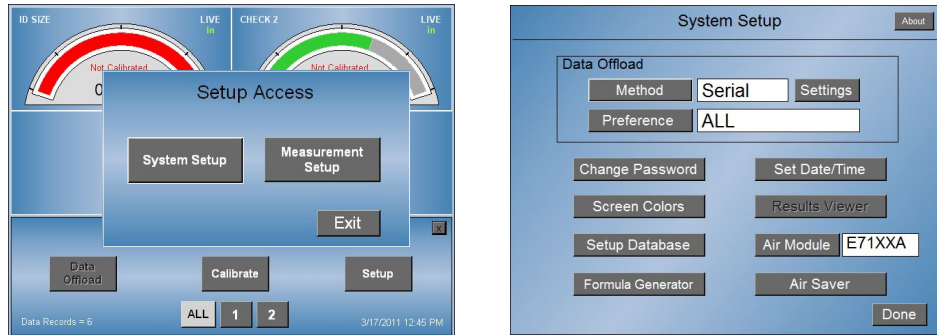 ID SIZE
LIVE
in
CHECK 2
LIVE
in
Not Calibrated
Not Calibrated
0
Setup Access
System Setup
Measurement
Setup
Exit
x
Data
Offload
Calibrate
Setup
ALL
1
2
Data Records = 6
3/17/2011 12:45 PM
System Setup
About
Data Offload
Method
Serial
Settings
Preference
ALL
Change Password
Set Date/Time
Screen Colors
Results Viewer
Setup Database
Air Module
E71XXA
Formula Generator
Air Saver
Done